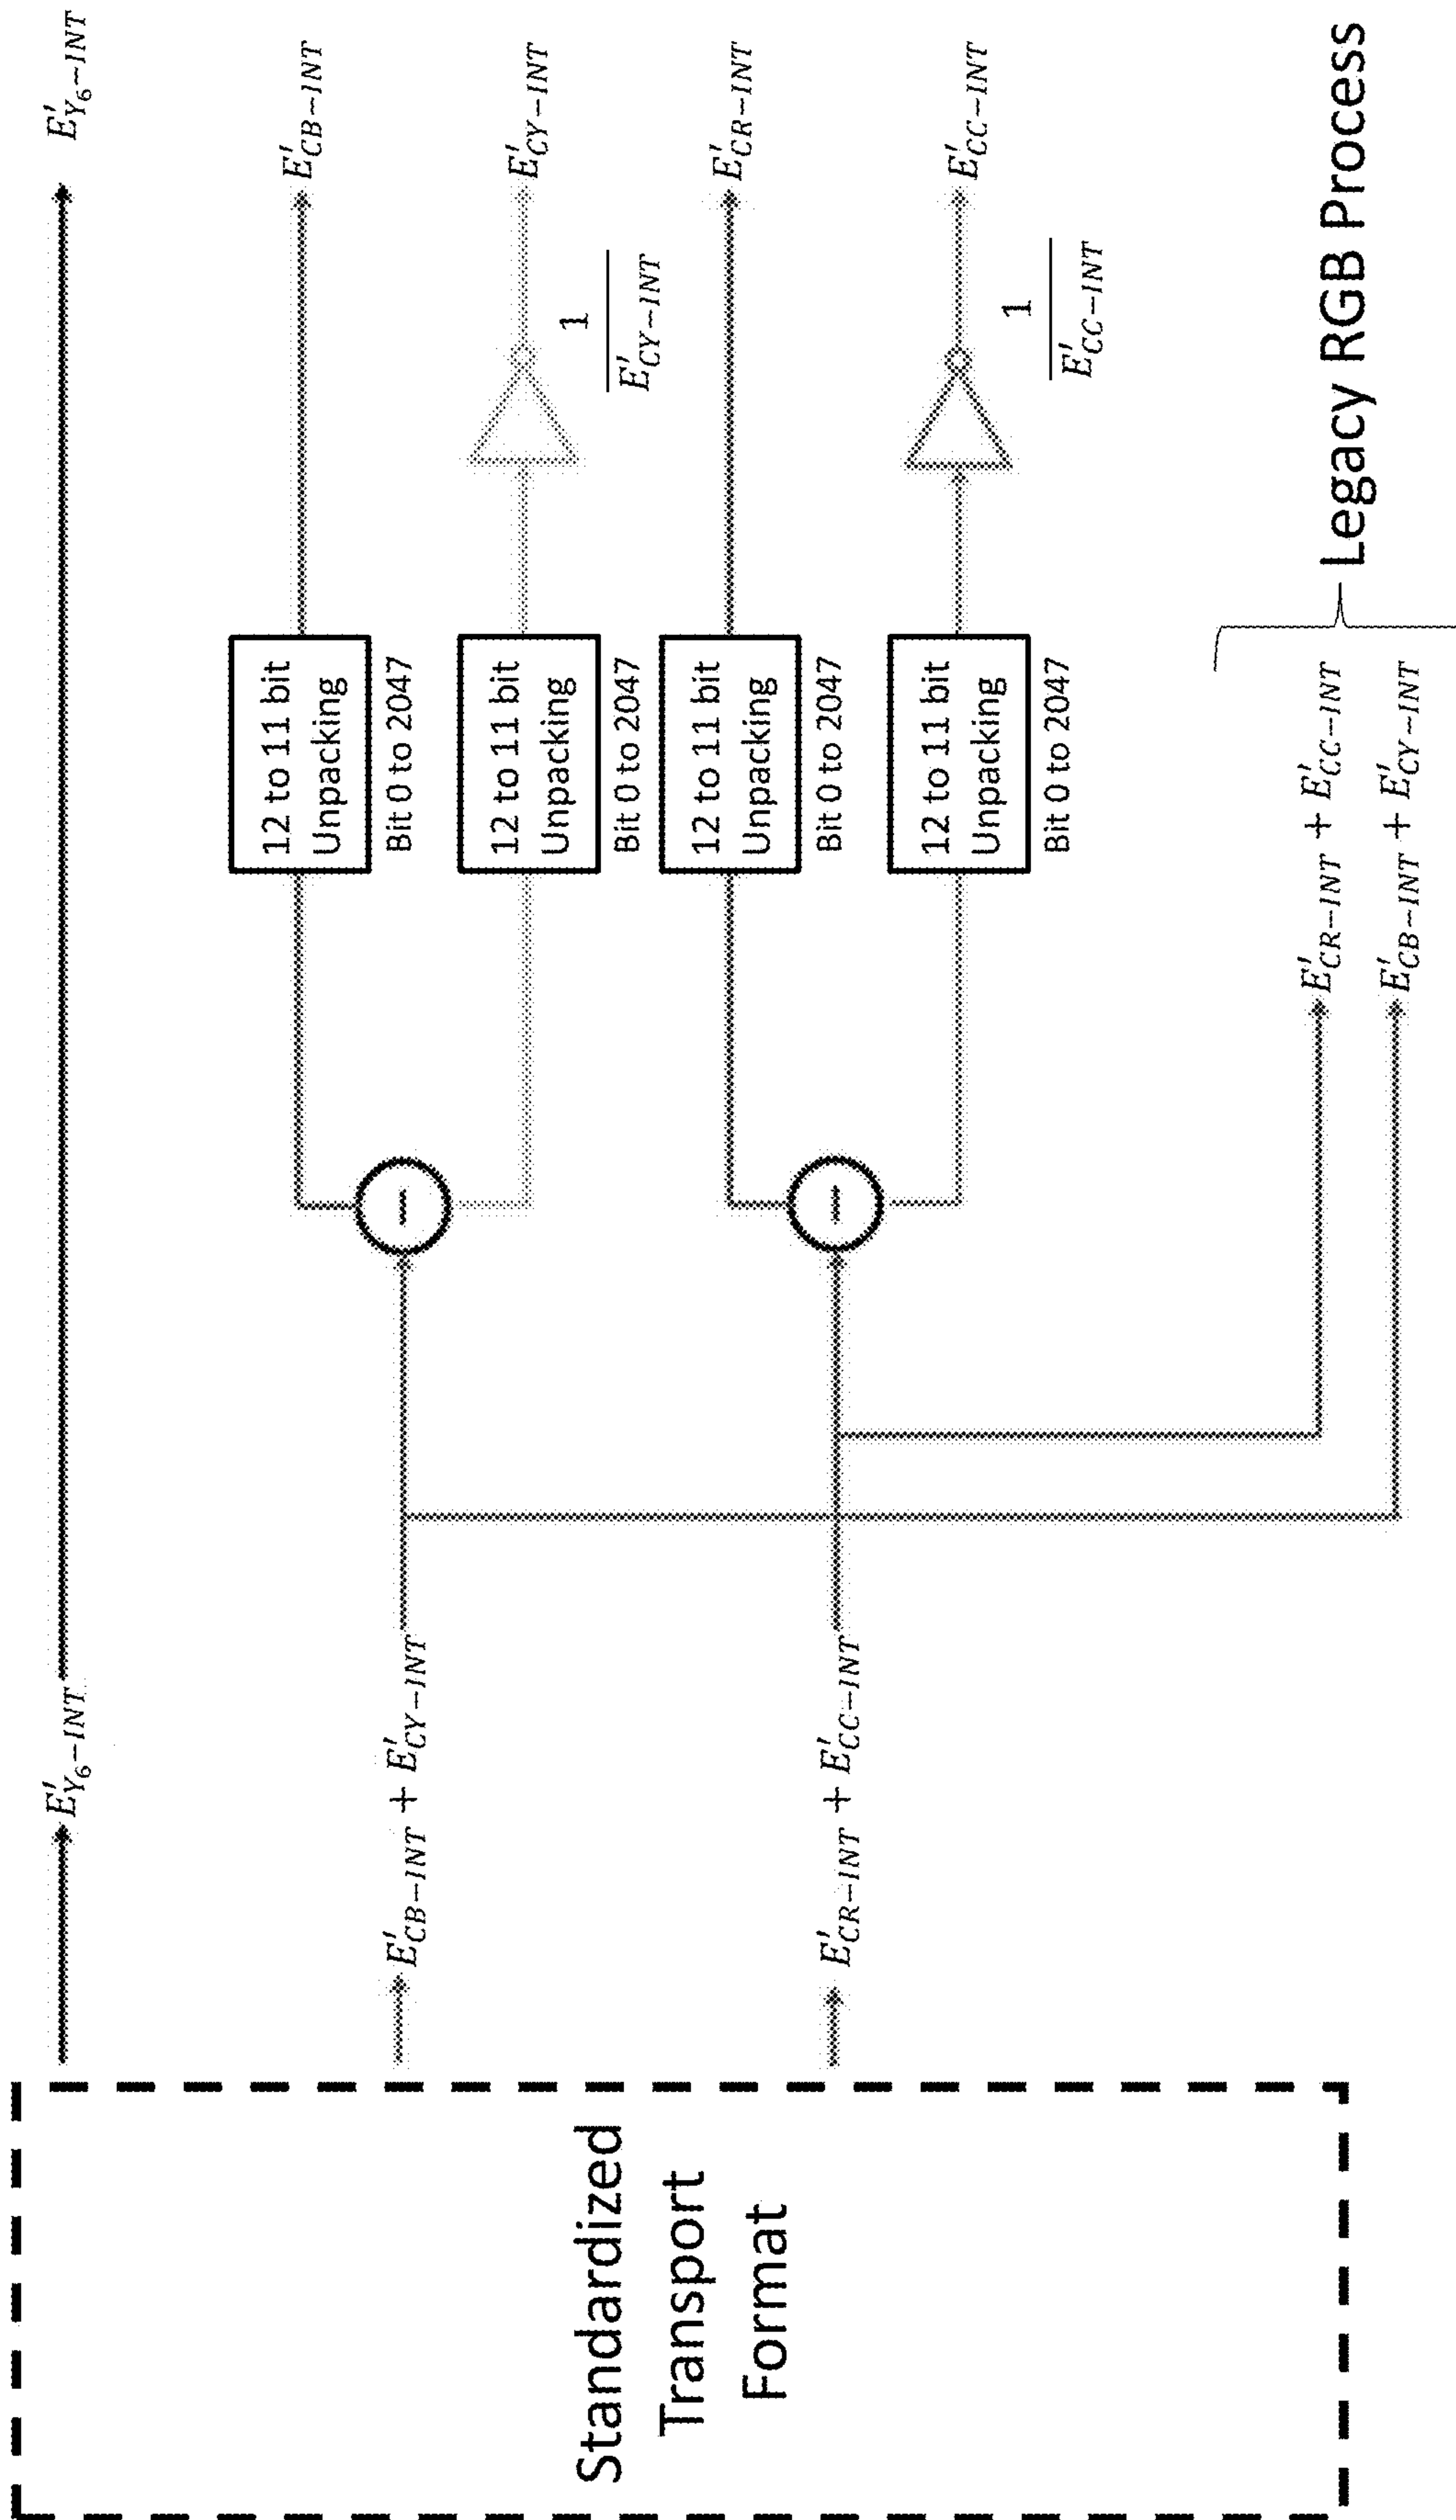 Standardized
Transport
Format
E′Y₆−INT
E′CB−INT + E′CY−INT
E′CR−INT + E′CC−INT
E′Y₆−INT
12 to 11 bit
Unpacking
Bit 0 to 2047
E′CB−INT
12 to 11 bit
Unpacking
Bit 0 to 2047
1
E′CY−INT
E′CY−INT
12 to 11 bit
Unpacking
Bit 0 to 2047
E′CR−INT
12 to 11 bit
Unpacking
Bit 0 to 2047
1
E′CC−INT
E′CC−INT
E′CR−INT + E′CC−INT
E′CB−INT + E′CY−INT
Legacy RGB Process